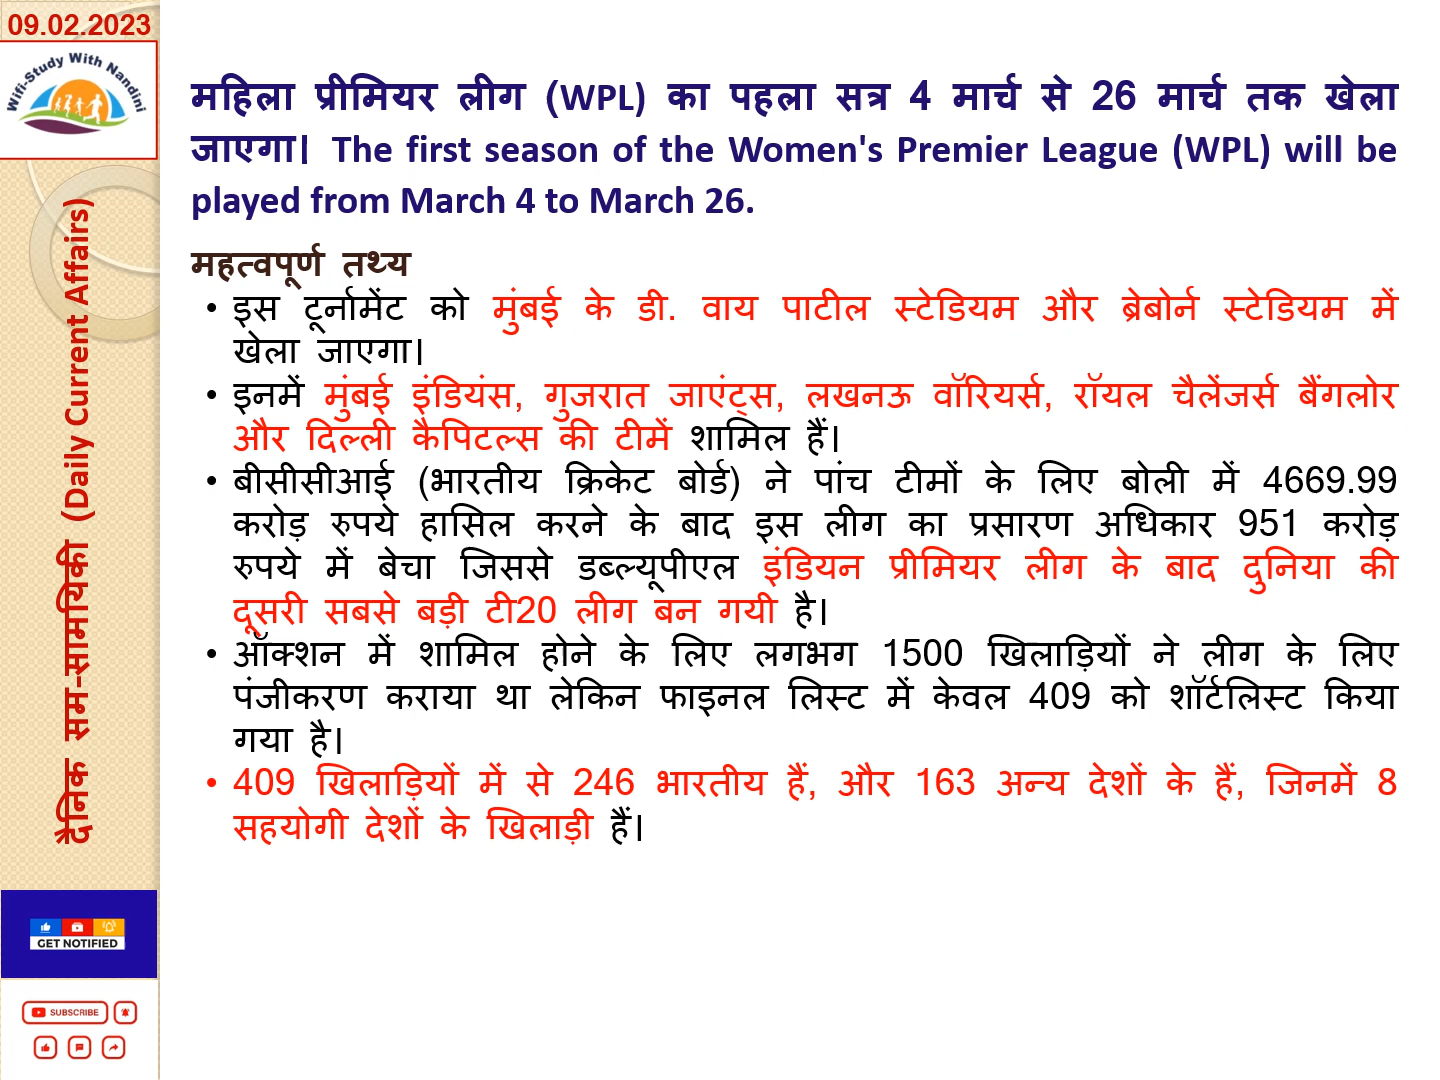 09.02.2023
Wifi-Study With Nandini
दैनिक सम-सामयिकी (Daily Current Affairs)
GET NOTIFIED
SUBSCRIBE
महिला प्रीमियर लीग (WPL) का पहला सत्र 4 मार्च से 26 मार्च तक खेला
जाएगा। The first season of the Women's Premier League (WPL) will be
played from March 4 to March 26.
महत्वपूर्ण तथ्य
• इस टूर्नामेंट को मुंबई के डी. वाय पाटील स्टेडियम और ब्रेबोर्न स्टेडियम में
खेला जाएगा।
• इनमें मुंबई इंडियंस, गुजरात जाएंट्स, लखनऊ वॉरियर्स, रॉयल चैलेंजर्स बैंगलोर
और दिल्ली कैपिटल्स की टीमें शामिल हैं।
• बीसीसीआई (भारतीय क्रिकेट बोर्ड) ने पांच टीमों के लिए बोली में 4669.99
करोड़ रुपये हासिल करने के बाद इस लीग का प्रसारण अधिकार 951 करोड़
रुपये में बेचा जिससे डब्ल्यूपीएल इंडियन प्रीमियर लीग के बाद दुनिया की
दूसरी सबसे बड़ी टी20 लीग बन गयी है।
• ऑक्शन में शामिल होने के लिए लगभग 1500 खिलाड़ियों ने लीग के लिए
पंजीकरण कराया था लेकिन फाइनल लिस्ट में केवल 409 को शॉर्टलिस्ट किया
गया है।
• 409 खिलाड़ियों में से 246 भारतीय हैं, और 163 अन्य देशों के हैं, जिनमें 8
सहयोगी देशों के खिलाड़ी हैं।